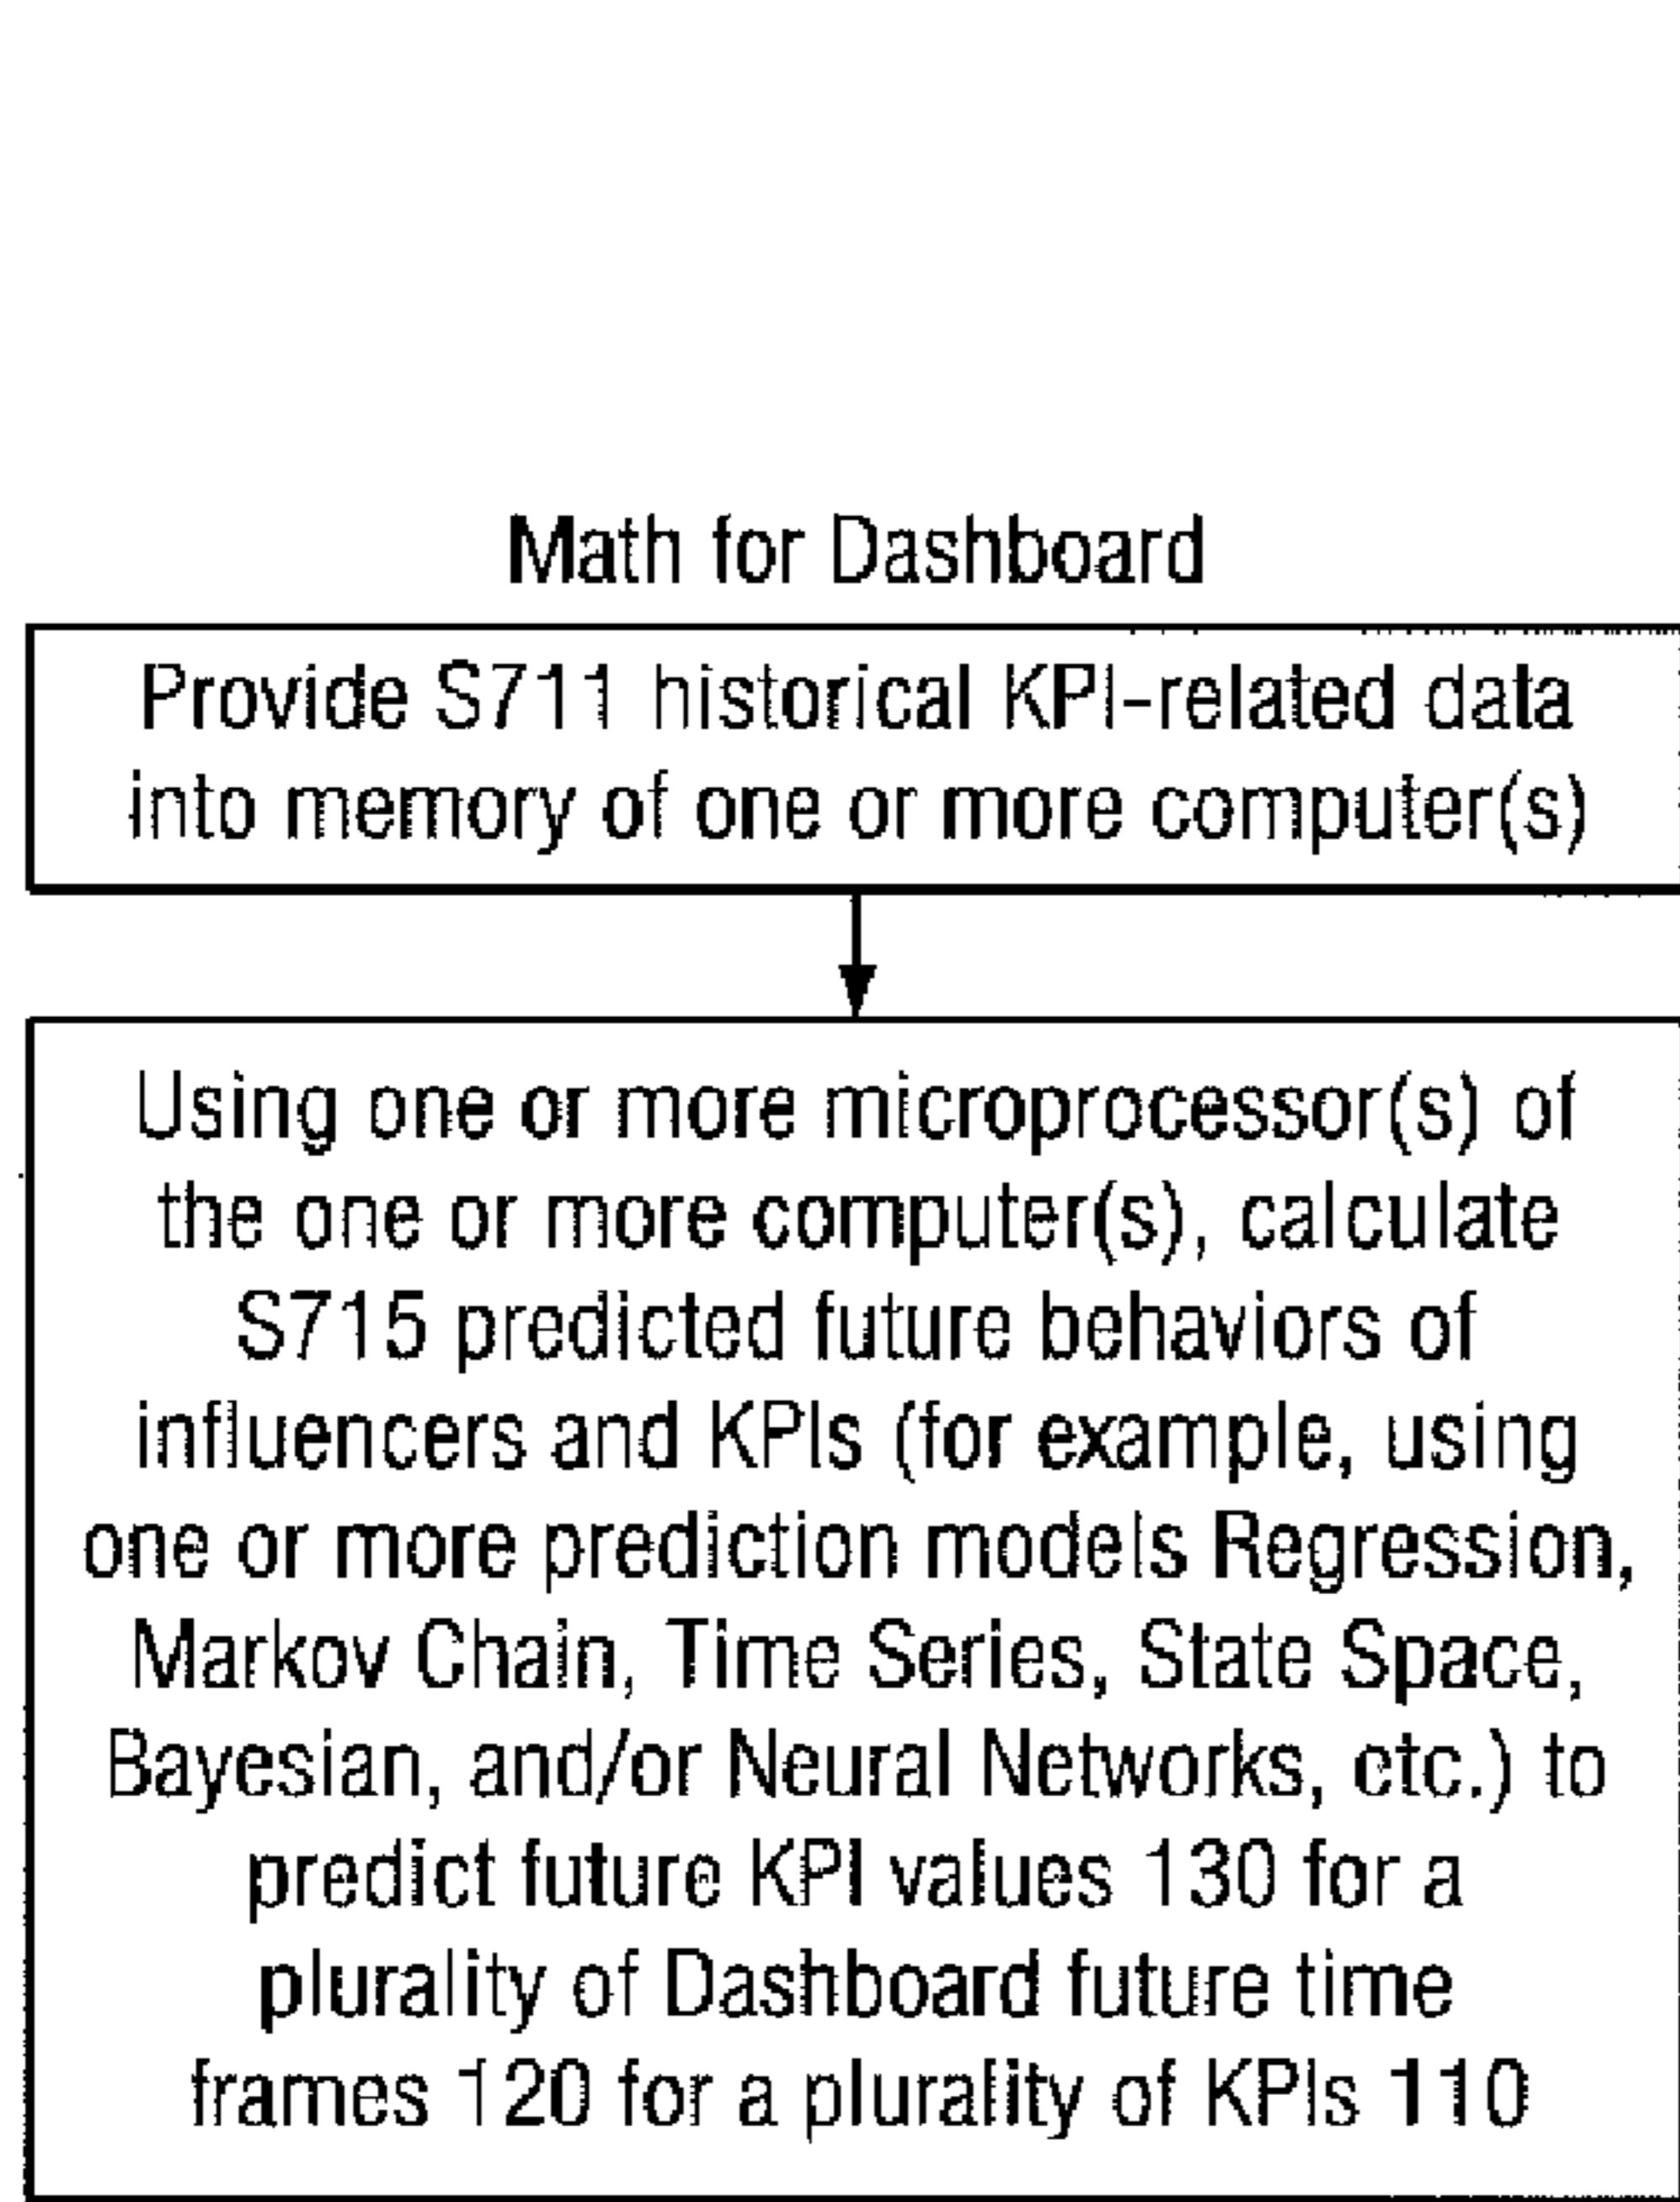 Math for Dashboard
Provide S711 historical KPI-related data
into memory of one or more computer(s)
Using one or more microprocessor(s) of
the one or more computer(s), calculate
S715 predicted future behaviors of
influencers and KPIs (for example, using
one or more prediction models Regression,
Markov Chain, Time Series, State Space,
Bayesian, and/or Neural Networks, etc.) to
predict future KPI values 130 for a
plurality of Dashboard future time
frames 120 for a plurality of KPIs 110